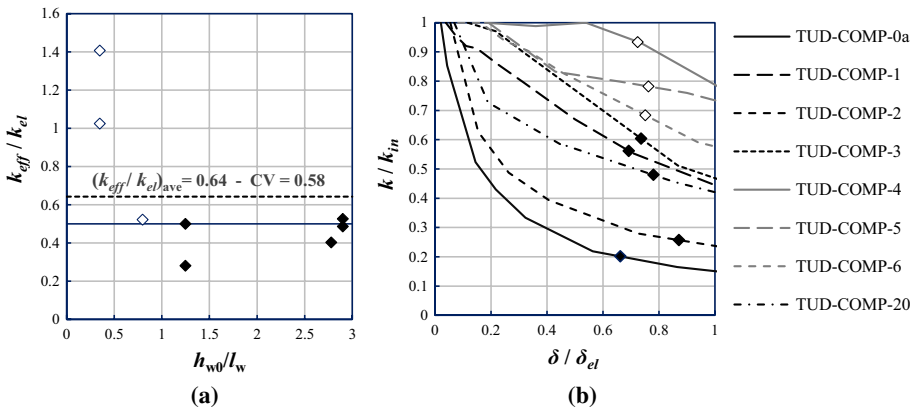 1.6
1.4
1.2
1
0.8
0.6
0.4
0.2
0
k_eff / k_el
(k_eff / k_el)_ave = 0.64 - CV = 0.58
0 0.5 1 1.5 2 2.5 3
h_w0/l_w
(a)
1
0.9
0.8
0.7
0.6
0.5
0.4
0.3
0.2
0.1
0
k / k_in
0 0.2 0.4 0.6 0.8 1
δ / δ_el
(b)
TUD-COMP-0a
TUD-COMP-1
TUD-COMP-2
TUD-COMP-3
TUD-COMP-4
TUD-COMP-5
TUD-COMP-6
TUD-COMP-20